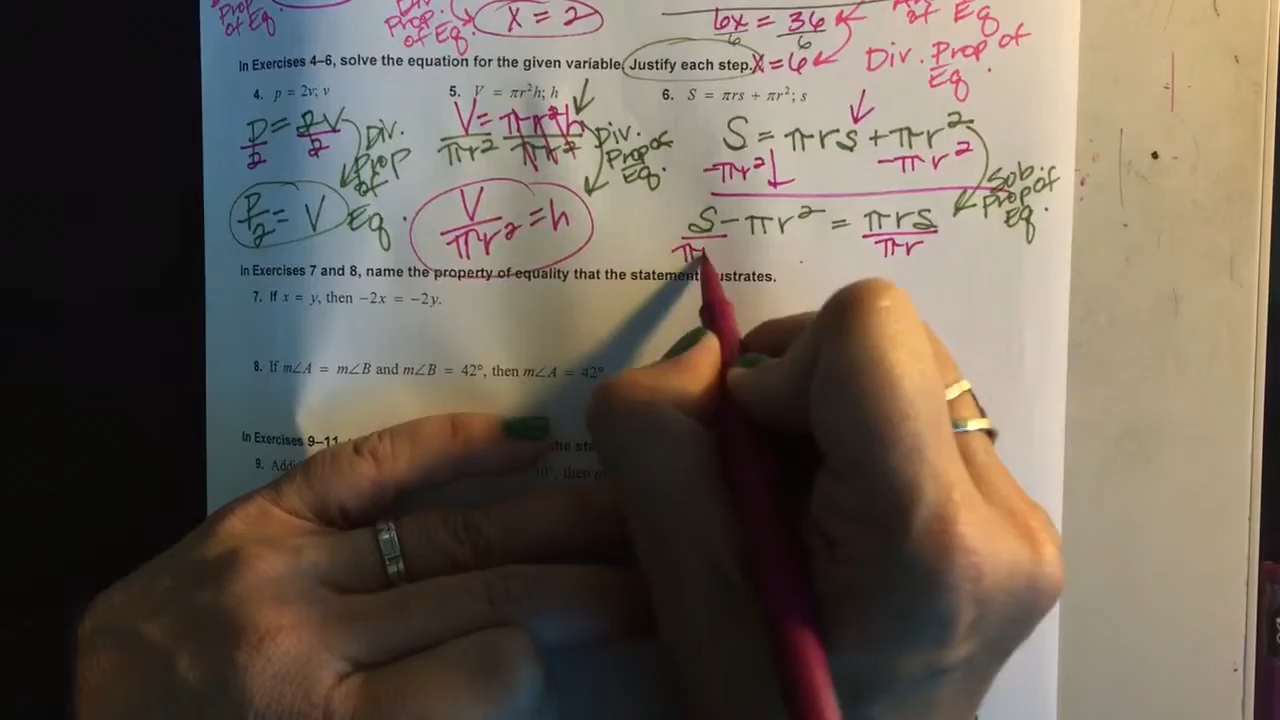 Prop. of Eq
Prop. of Eq.
x = 2
6x = 36
6 6
of Eq
x = 6
Div. Prop of Eq.
In Exercises 4–6, solve the equation for the given variable. Justify each step.
4. p = 2v; v
5. V = πr²h; h
6. S = πrs + πr²; s
p = 2v
2 2
Div. Prop of Eq.
p/2 = V
V = πr²h
πr² πr²
Div. Prop of Eq.
V/πr² = h
S = πrs + πr²
-πr² -πr²
Sub. Prop of Eq.
S - πr² = πrs
πr
In Exercises 7 and 8, name the property of equality that the statement ustrates.
7. If x = y, then −2x = −2y.
8. If m∠A = m∠B and m∠B = 42°, then m∠A = 42°
In Exercises 9–11
9.
then